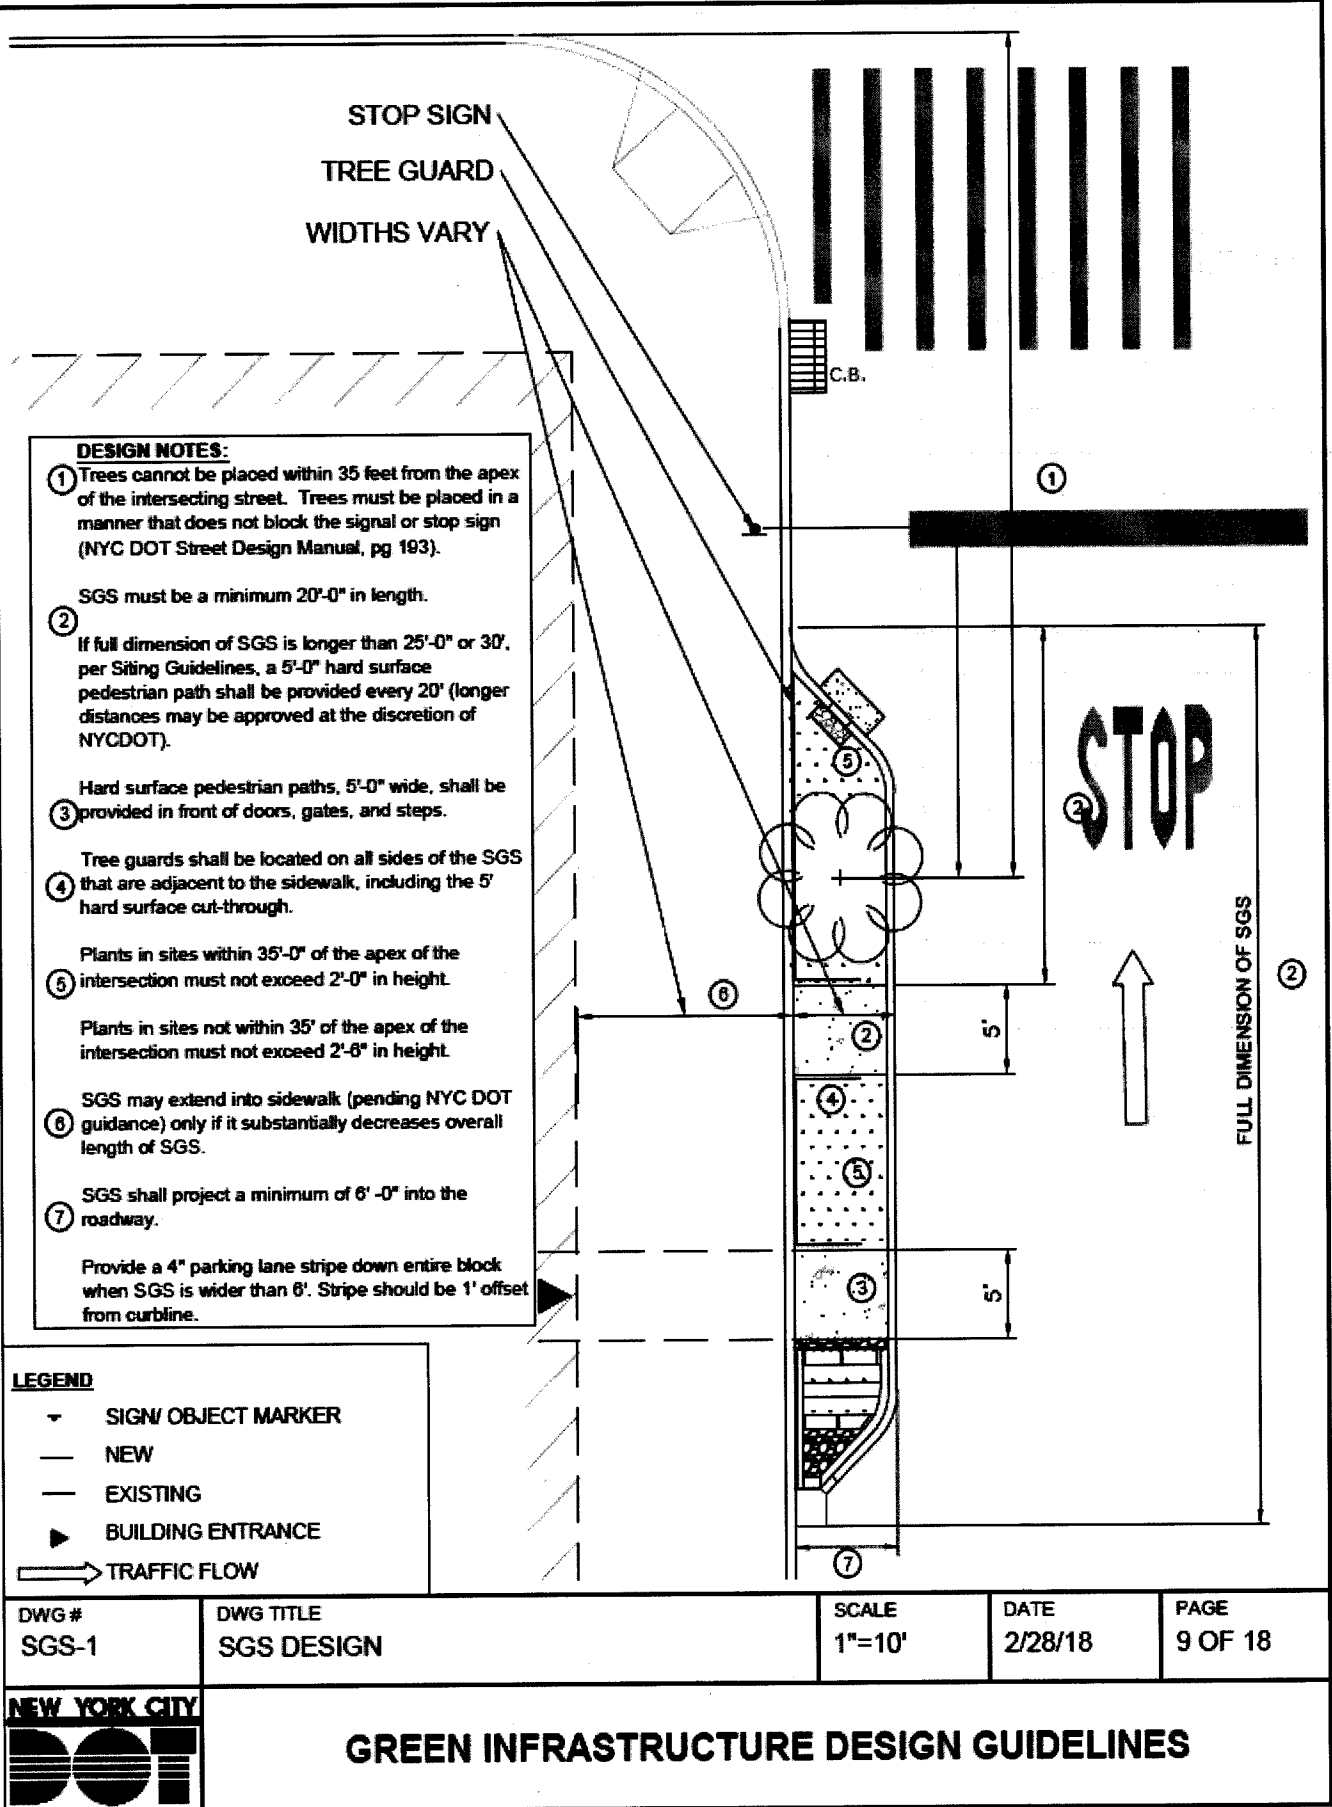 STOP SIGN
TREE GUARD
WIDTHS VARY
C.B.
DESIGN NOTES:
① Trees cannot be placed within 35 feet from the apex
of the intersecting street. Trees must be placed in a
manner that does not block the signal or stop sign
(NYC DOT Street Design Manual, pg 193).
SGS must be a minimum 20'-0" in length.
②
If full dimension of SGS is longer than 25'-0" or 30',
per Siting Guidelines, a 5'-0" hard surface
pedestrian path shall be provided every 20' (longer
distances may be approved at the discretion of
NYCDOT).
Hard surface pedestrian paths, 5'-0" wide, shall be
③ provided in front of doors, gates, and steps.
Tree guards shall be located on all sides of the SGS
④ that are adjacent to the sidewalk, including the 5'
hard surface cut-through.
Plants in sites within 35'-0" of the apex of the
⑤ intersection must not exceed 2'-0" in height.
Plants in sites not within 35' of the apex of the
intersection must not exceed 2'-6" in height.
SGS may extend into sidewalk (pending NYC DOT
⑥ guidance) only if it substantially decreases overall
length of SGS.
SGS shall project a minimum of 6' -0" into the
⑦ roadway.
Provide a 4" parking lane stripe down entire block
when SGS is wider than 6'. Stripe should be 1' offset
from curbline.
①
⑤
STOP
②
⑥
②
5'
FULL DIMENSION OF SGS
②
④
⑤
③
5'
⑦
LEGEND
SIGN/ OBJECT MARKER
NEW
EXISTING
BUILDING ENTRANCE
TRAFFIC FLOW
DWG #
SGS-1
DWG TITLE
SGS DESIGN
SCALE
1"=10'
DATE
2/28/18
PAGE
9 OF 18
NEW YORK CITY
DOT
GREEN INFRASTRUCTURE DESIGN GUIDELINES